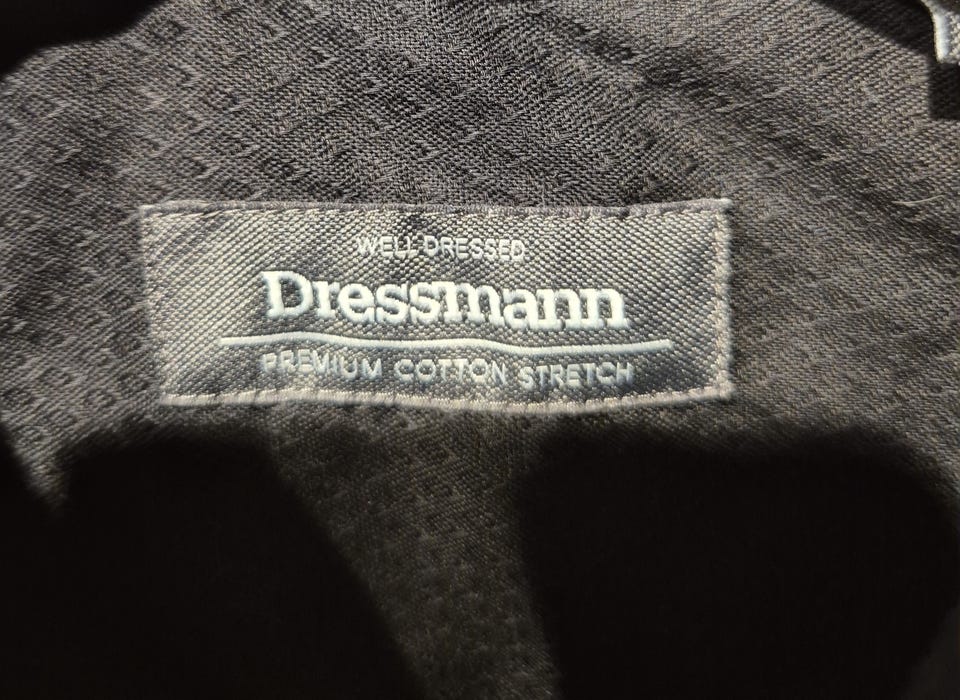 WELL DRESSED
Dressmann
PREMIUM COTTON STRETCH